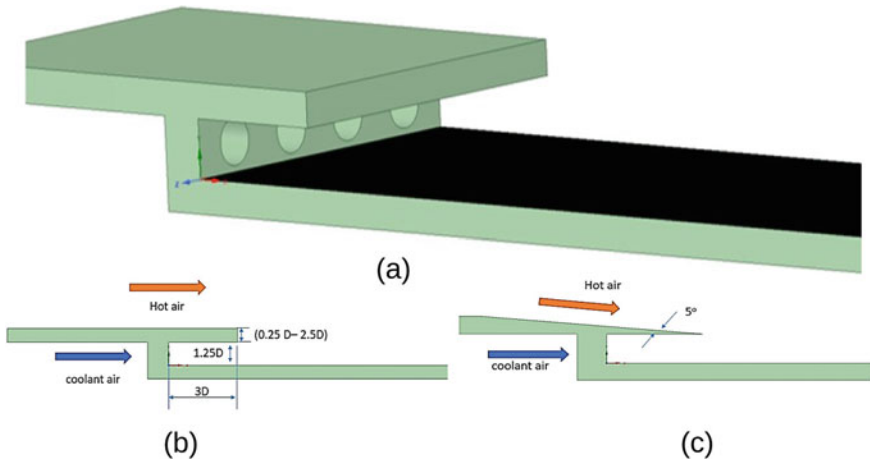 (a)
Hot air
(0.25 D– 2.5D)
1.25D
coolant air
3D
(b)
Hot air
5°
coolant air
(c)